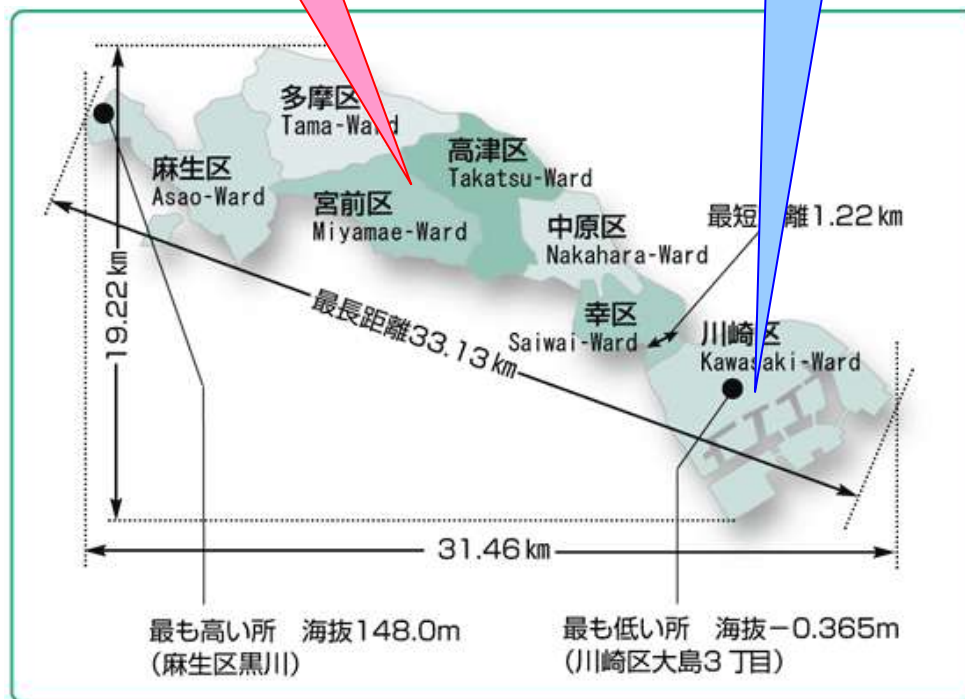 多摩区
Tama-Ward
高津区
Takatsu-Ward
麻生区
Asao-Ward
宮前区
Miyamae-Ward
中原区
Nakahara-Ward
最短 離1.22km
19.22km
最長距離33.13km
幸区
Saiwai-Ward
川崎区
Kawasaki-Ward
31.46km
最も高い所 海抜148.0m
(麻生区黒川)
最も低い所 海抜−0.365m
(川崎区大島3丁目)